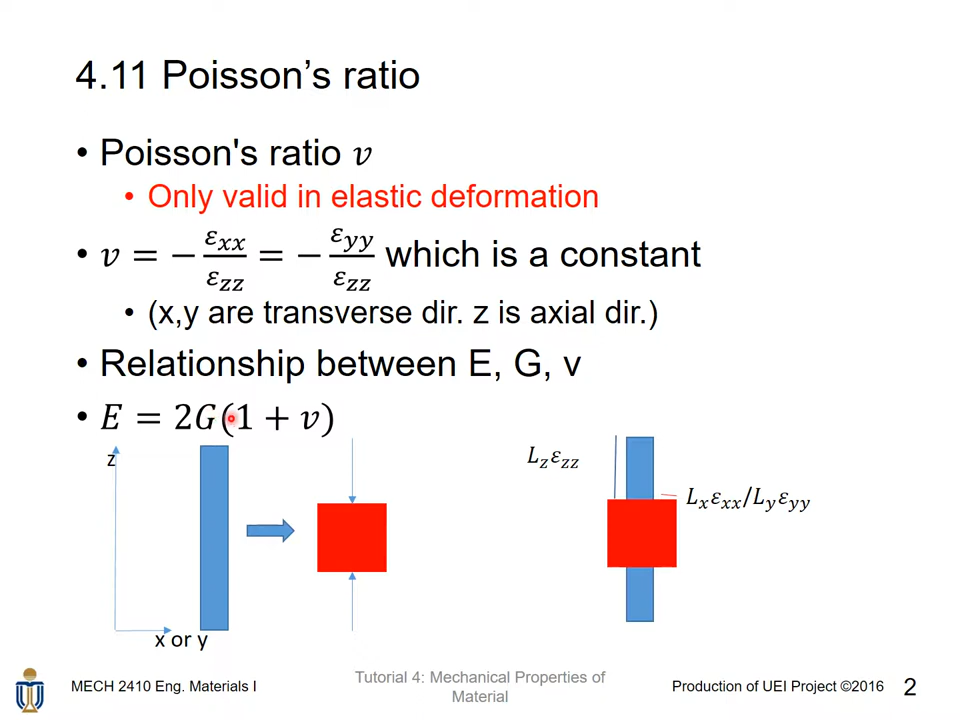 4.11 Poisson’s ratio
• Poisson's ratio 𝑣
• Only valid in elastic deformation
• 𝑣 = −𝜀𝑥𝑥/𝜀𝑧𝑧 = −𝜀𝑦𝑦/𝜀𝑧𝑧 which is a constant
• (x,y are transverse dir. z is axial dir.)
• Relationship between E, G, v
• 𝐸 = 2𝐺(1 + 𝑣)
z
x or y
𝐿𝑧𝜀𝑧𝑧
𝐿𝑥𝜀𝑥𝑥/𝐿𝑦𝜀𝑦𝑦
MECH 2410 Eng. Materials I
Tutorial 4: Mechanical Properties of
Material
Production of UEI Project ©2016
2